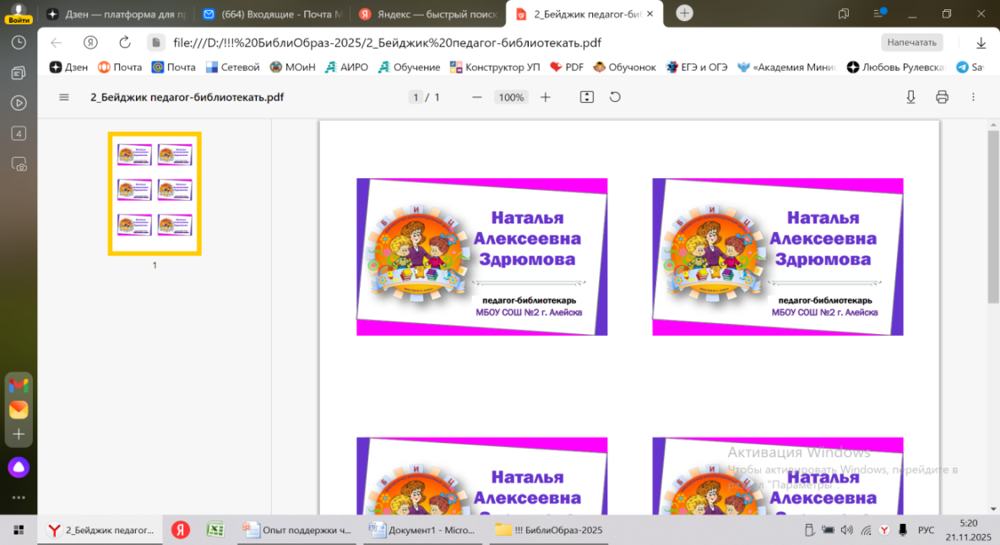 Войти
Дзен — платформа для п
(664) Входящие - Почта М
Яндекс — быстрый поиск
2_Бейджик педагог-биб
file:///D:/!!!%20БиблиОбраз-2025/2_Бейджик%20педагог-библиотекать.pdf
Напечатать
Дзен Почта Почта Сетевой МОиН АИРО Обучение Конструктор УП PDF Обучонок ЕГЭ и ОГЭ «Академия Минис Любовь Рулевска Sa
2_Бейджик педагог-библиотекать.pdf
1 / 1
100%
4
1
Наталья
Алексеевна
Здрюмова
педагог-библиотекарь
МБОУ СОШ №2 г. Алейска
Наталья
Алексеевна
Здрюмова
педагог-библиотекарь
МБОУ СОШ №2 г. Алейска
Наталья
Алексеевна
Наталья
Алексеевна
Активация Windows
Чтобы активировать Windows, перейдите в
раздел "Параметры".
2_Бейджик педагог...
Опыт поддержки ч...
Документ1 - Micro...
!!! БиблиОбраз-2025
РУС
5:20
21.11.2025